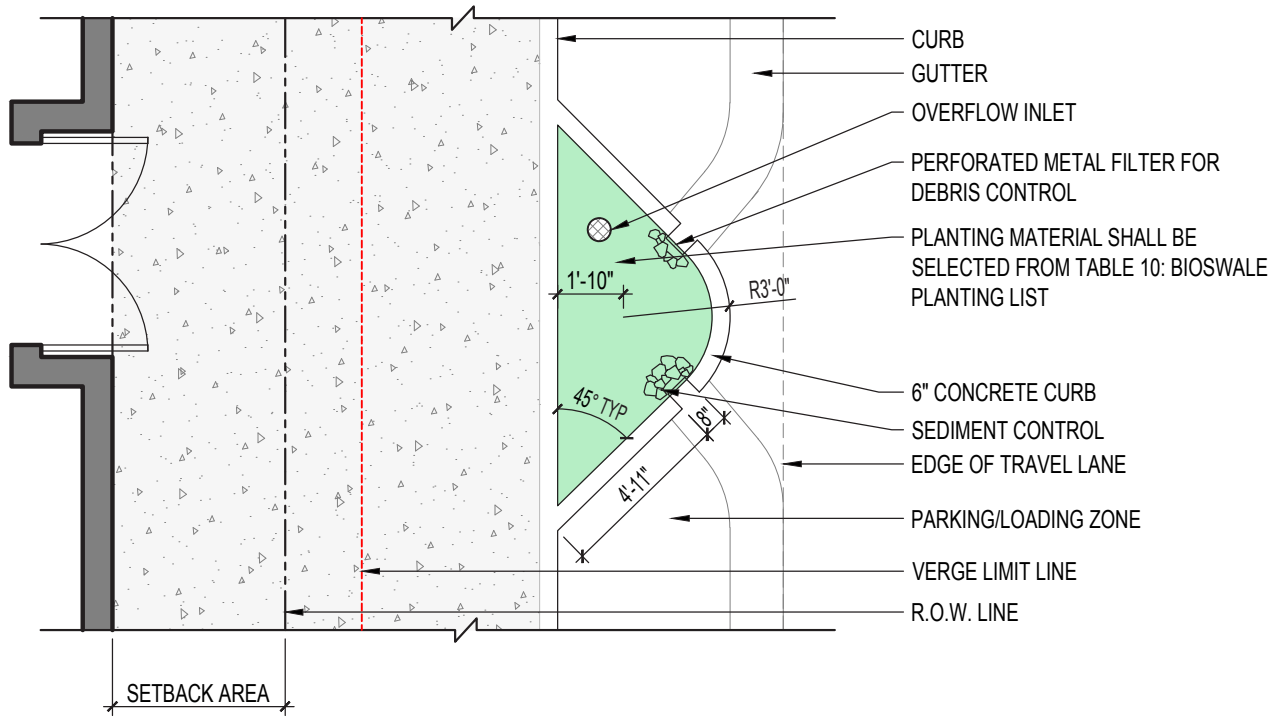 CURB
GUTTER
OVERFLOW INLET
PERFORATED METAL FILTER FOR
DEBRIS CONTROL
PLANTING MATERIAL SHALL BE
SELECTED FROM TABLE 10: BIOSWALE
PLANTING LIST
1'-10"
R3'-0"
45° TYP
8"
4'-11"
6" CONCRETE CURB
SEDIMENT CONTROL
EDGE OF TRAVEL LANE
PARKING/LOADING ZONE
VERGE LIMIT LINE
R.O.W. LINE
SETBACK AREA